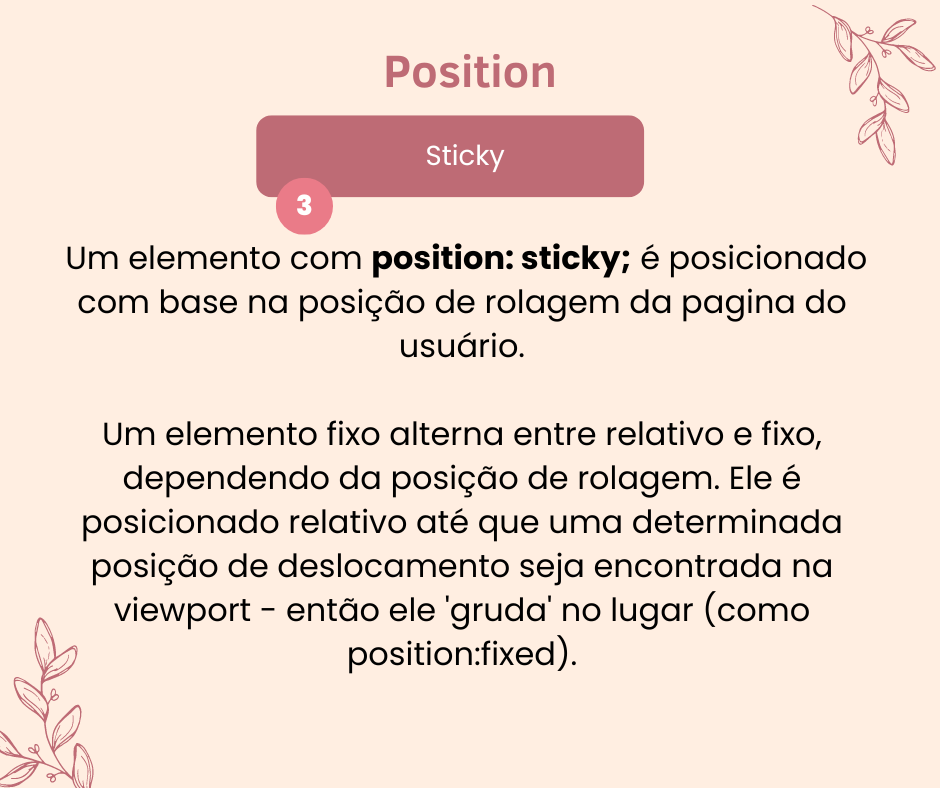 Position
Sticky
3
Um elemento com position: sticky; é posicionado
com base na posição de rolagem da pagina do
usuário.
Um elemento fixo alterna entre relativo e fixo,
dependendo da posição de rolagem. Ele é
posicionado relativo até que uma determinada
posição de deslocamento seja encontrada na
viewport - então ele 'gruda' no lugar (como
position:fixed).